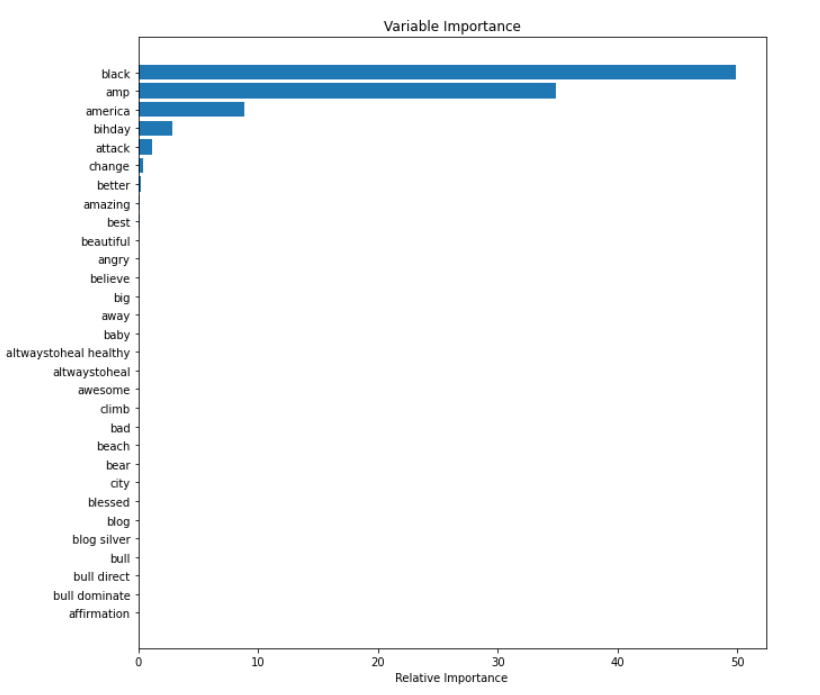 Variable Importance
black
amp
america
bihday
attack
change
better
amazing
best
beautiful
angry
believe
big
away
baby
altwaystoheal healthy
altwaystoheal
awesome
climb
bad
beach
bear
city
blessed
blog
blog silver
bull
bull direct
bull dominate
affirmation
0 10 20 30 40 50
Relative Importance